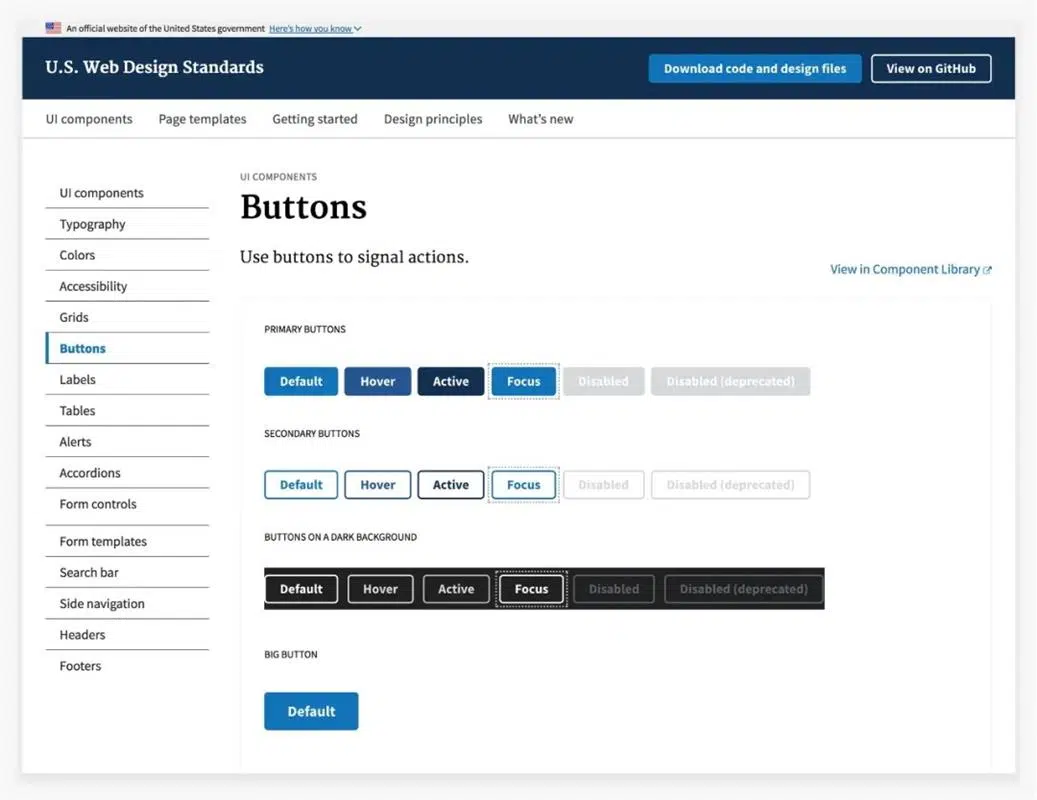 An official website of the United States government Here's how you know
U.S. Web Design Standards
Download code and design files
View on GitHub
UI components
Page templates
Getting started
Design principles
What's new
UI components
Typography
Colors
Accessibility
Grids
Buttons
Labels
Tables
Alerts
Accordions
Form controls
Form templates
Search bar
Side navigation
Headers
Footers
UI COMPONENTS
Buttons
Use buttons to signal actions.
View in Component Library
PRIMARY BUTTONS
Default Hover Active Focus Disabled Disabled (deprecated)
SECONDARY BUTTONS
Default Hover Active Focus Disabled Disabled (deprecated)
BUTTONS ON A DARK BACKGROUND
Default Hover Active Focus Disabled Disabled (deprecated)
BIG BUTTON
Default